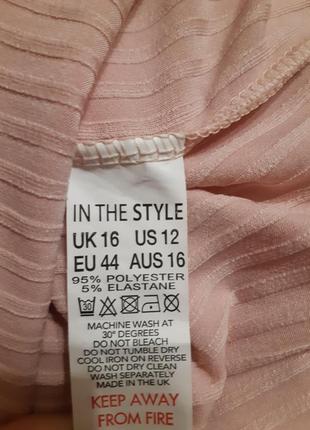 IN THE STYLE
UK 16 US 12
EU 44 AUS 16
95% POLYESTER
5% ELASTANE
30
MACHINE WASH AT
30° DEGREES
DO NOT BLEACH
DO NOT TUMBLE DRY
COOL IRON ON REVERSE
DO NOT DRY CLEAN
WASH SEPARATELY
MADE IN THE UK
KEEP AWAY
FROM FIRE